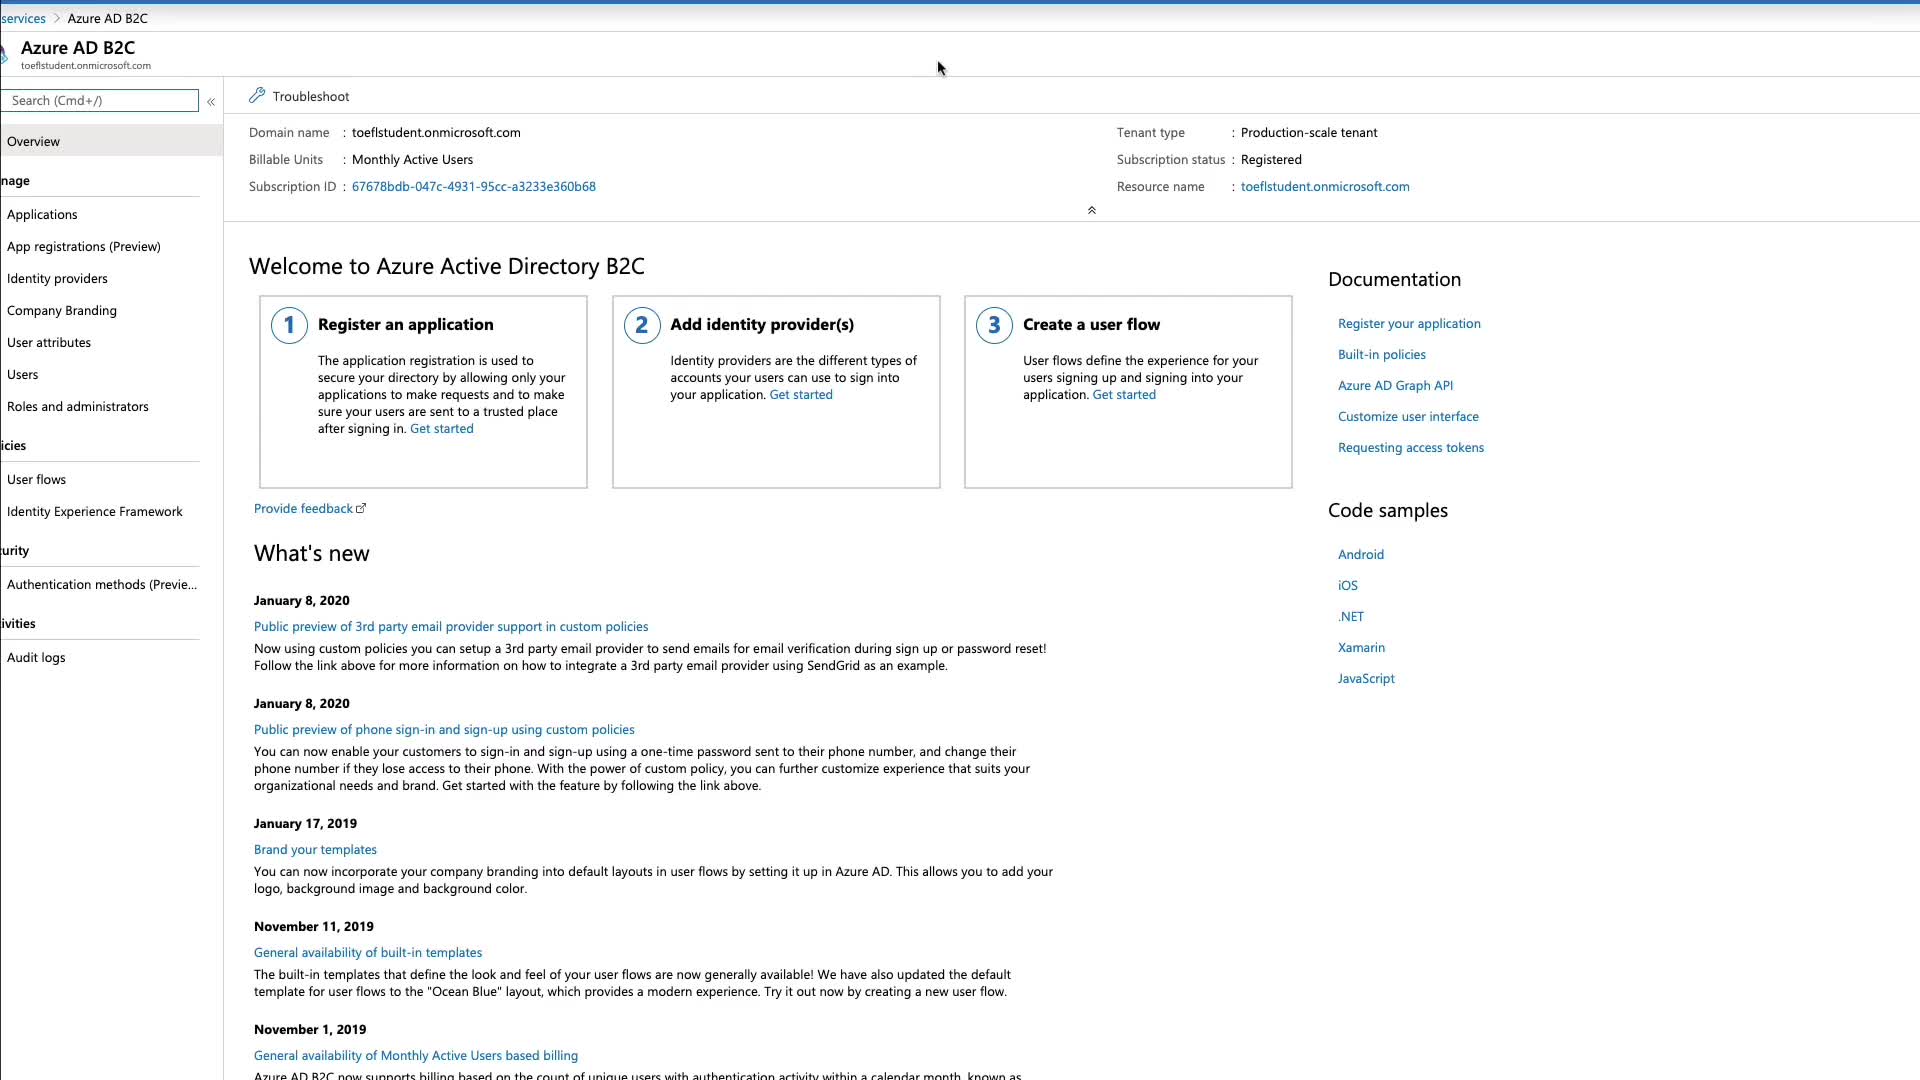 services > Azure AD B2C
Azure AD B2C
toeflstudent.onmicrosoft.com
Search (Cmd+/)
«
Overview
nage
Applications
App registrations (Preview)
Identity providers
Company Branding
User attributes
Users
Roles and administrators
icies
User flows
Identity Experience Framework
urity
Authentication methods (Previe...
ivities
Audit logs
Troubleshoot
Domain name : toeflstudent.onmicrosoft.com
Billable Units : Monthly Active Users
Subscription ID : 67678bdb-047c-4931-95cc-a3233e360b68
Tenant type : Production-scale tenant
Subscription status : Registered
Resource name : toeflstudent.onmicrosoft.com
Welcome to Azure Active Directory B2C
1 Register an application
The application registration is used to
secure your directory by allowing only your
applications to make requests and to make
sure your users are sent to a trusted place
after signing in. Get started
2 Add identity provider(s)
Identity providers are the different types of
accounts your users can use to sign into
your application. Get started
3 Create a user flow
User flows define the experience for your
users signing up and signing into your
application. Get started
Provide feedback
What's new
January 8, 2020
Public preview of 3rd party email provider support in custom policies
Now using custom policies you can setup a 3rd party email provider to send emails for email verification during sign up or password reset!
Follow the link above for more information on how to integrate a 3rd party email provider using SendGrid as an example.
January 8, 2020
Public preview of phone sign-in and sign-up using custom policies
You can now enable your customers to sign-in and sign-up using a one-time password sent to their phone number, and change their
phone number if they lose access to their phone. With the power of custom policy, you can further customize experience that suits your
organizational needs and brand. Get started with the feature by following the link above.
January 17, 2019
Brand your templates
You can now incorporate your company branding into default layouts in user flows by setting it up in Azure AD. This allows you to add your
logo, background image and background color.
November 11, 2019
General availability of built-in templates
The built-in templates that define the look and feel of your user flows are now generally available! We have also updated the default
template for user flows to the "Ocean Blue" layout, which provides a modern experience. Try it out now by creating a new user flow.
November 1, 2019
General availability of Monthly Active Users based billing
Azure AD B2C now supports billing based on the count of unique users with authentication activity within a calendar month, known as
Documentation
Register your application
Built-in policies
Azure AD Graph API
Customize user interface
Requesting access tokens
Code samples
Android
iOS
.NET
Xamarin
JavaScript